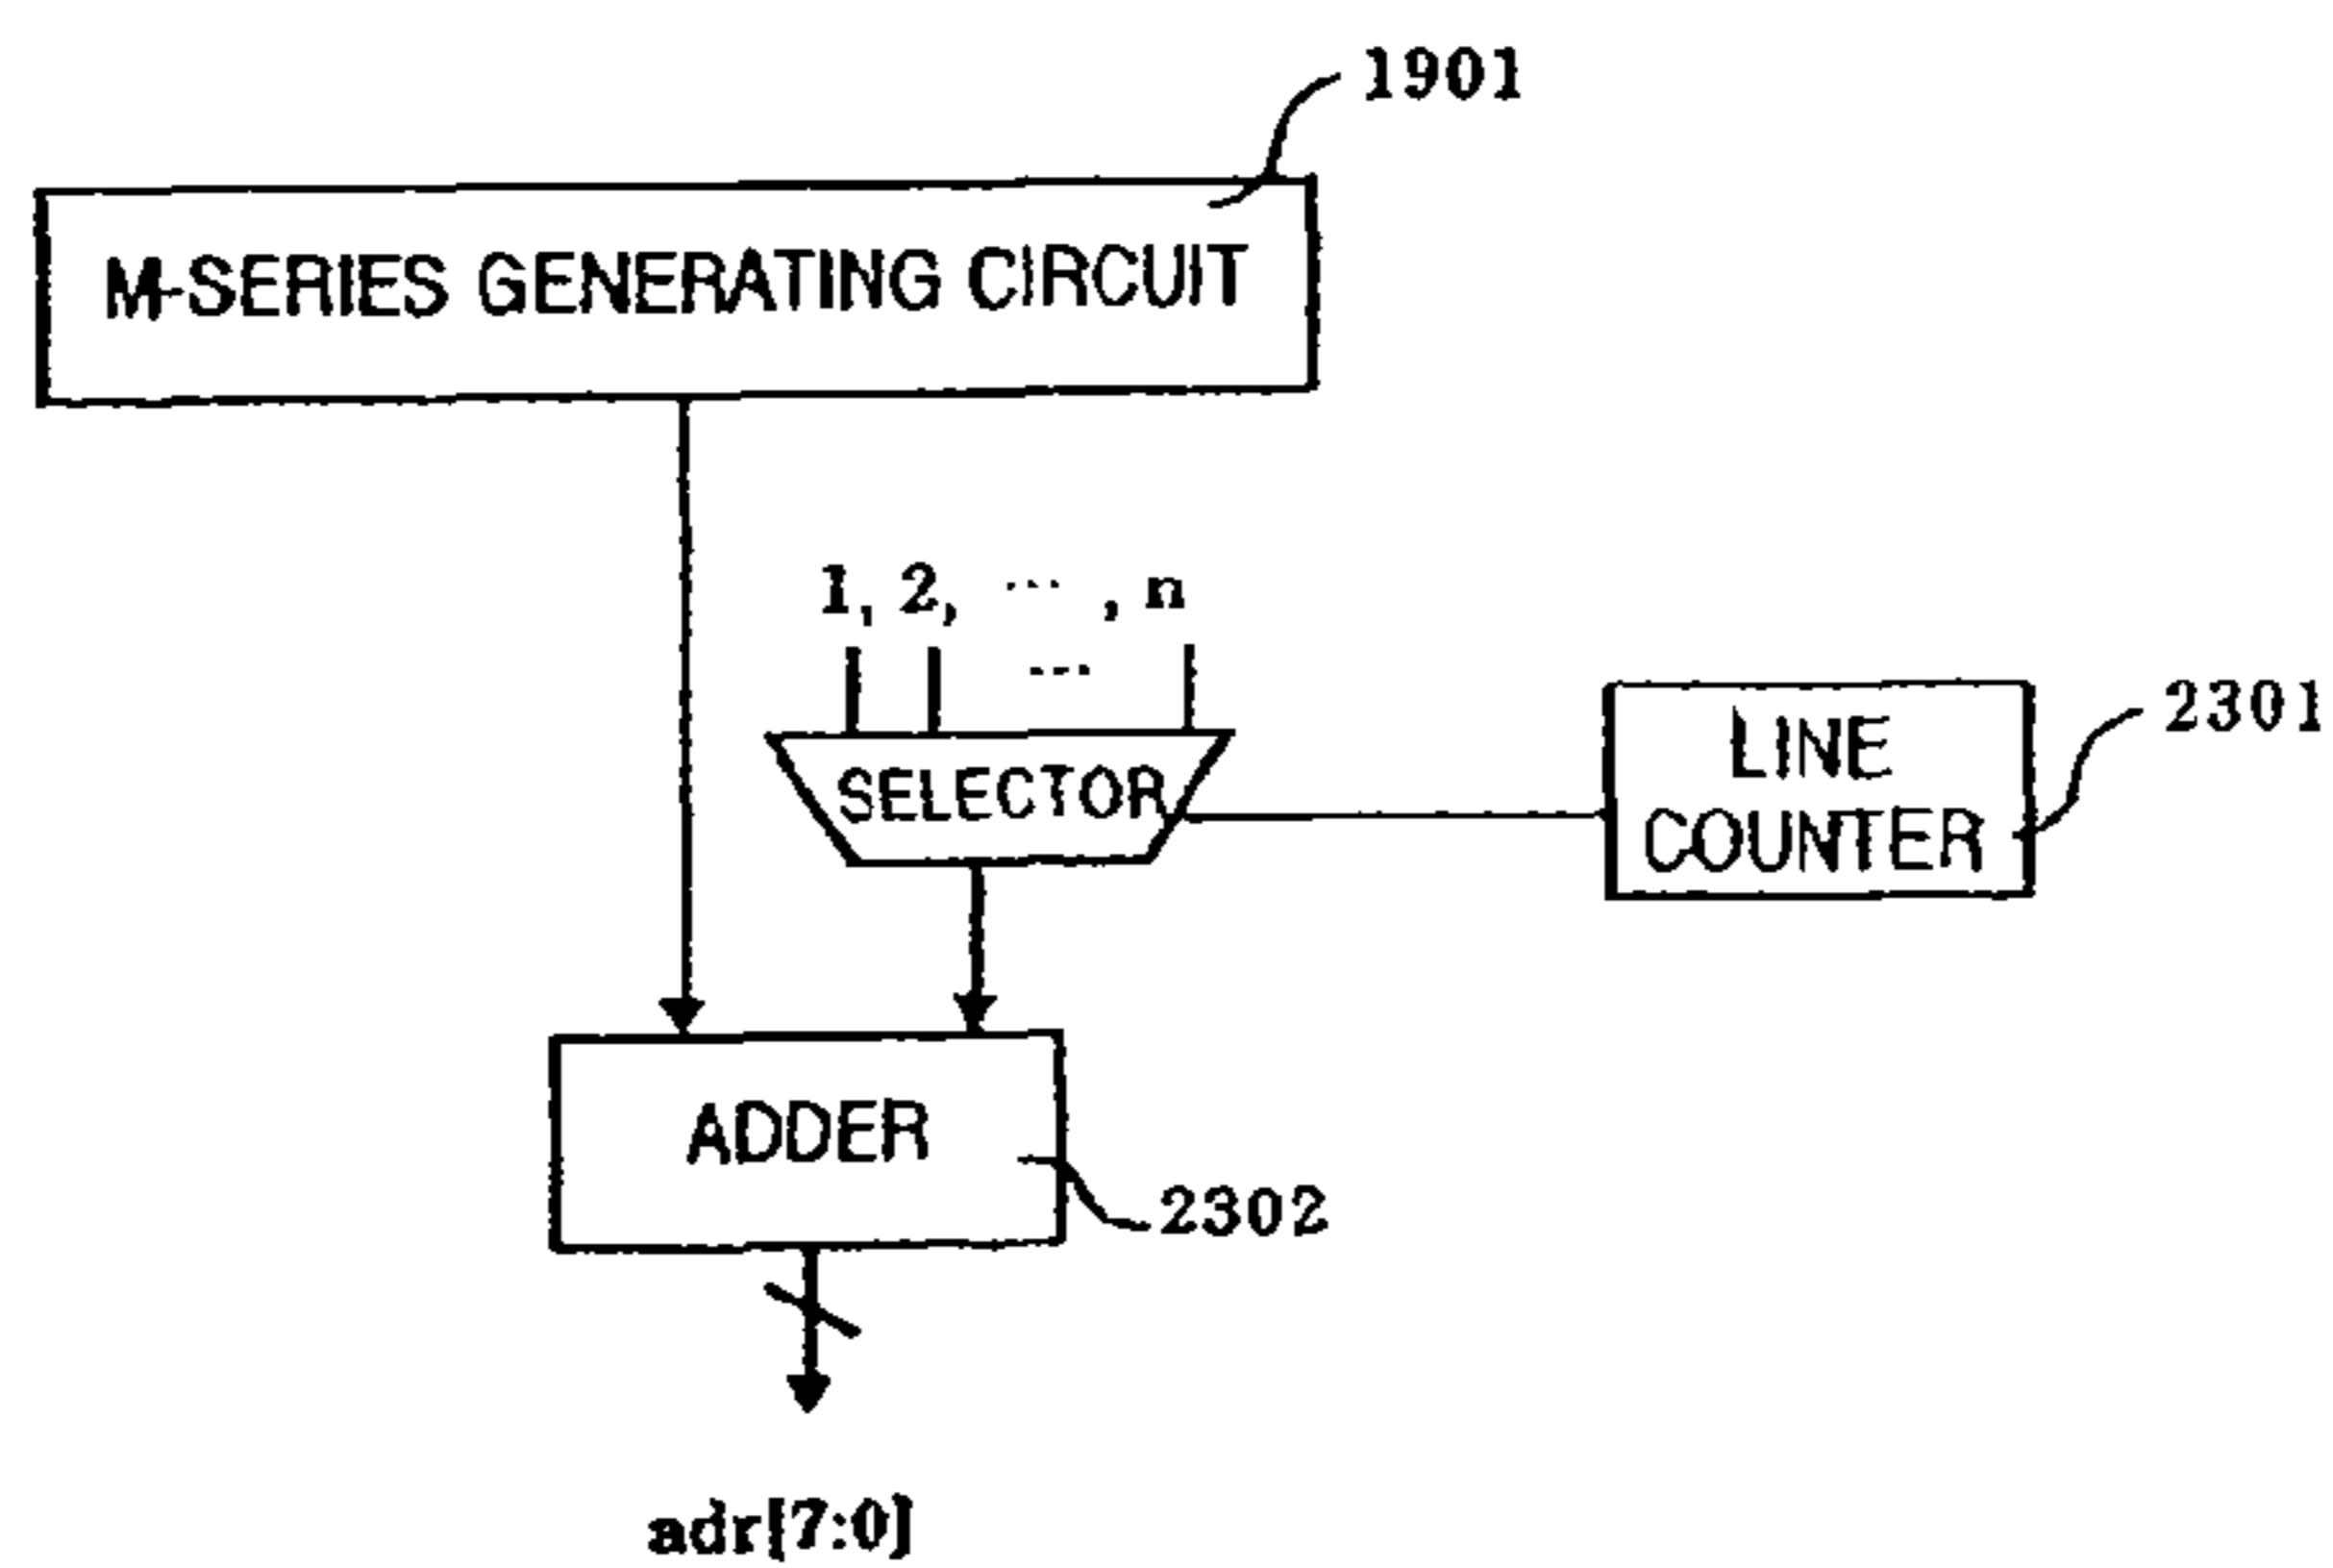 1901
M-SERIES GENERATING CIRCUIT
1, 2, ... , n
...
SELECTOR
LINE
COUNTER
2301
ADDER
2302
adr[7:0]